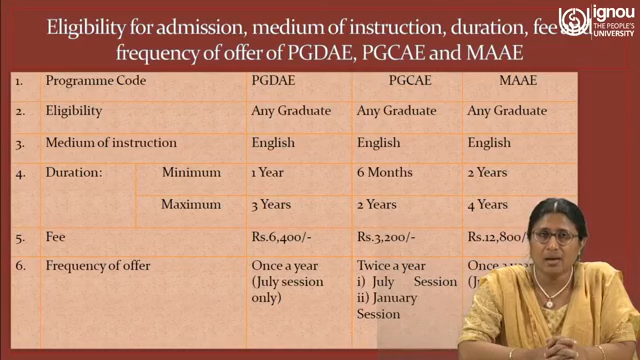 Eligibility for admission, medium of instruction, duration, fee and
frequency of offer of PGDAE, PGCAE and MAAE
ignou
THE PEOPLE'S
UNIVERSITY
1. Programme Code PGDAE PGCAE MAAE
2. Eligibility Any Graduate Any Graduate Any Graduate
3. Medium of instruction English English English
4. Duration: Minimum 1 Year 6 Months 2 Years
Maximum 3 Years 2 Years 4 Years
5. Fee Rs.6,400/- Rs.3,200/- Rs.12,800/-
6. Frequency of offer Once a year Twice a year Once a year
(July session i) July Session
only) ii) January
Session